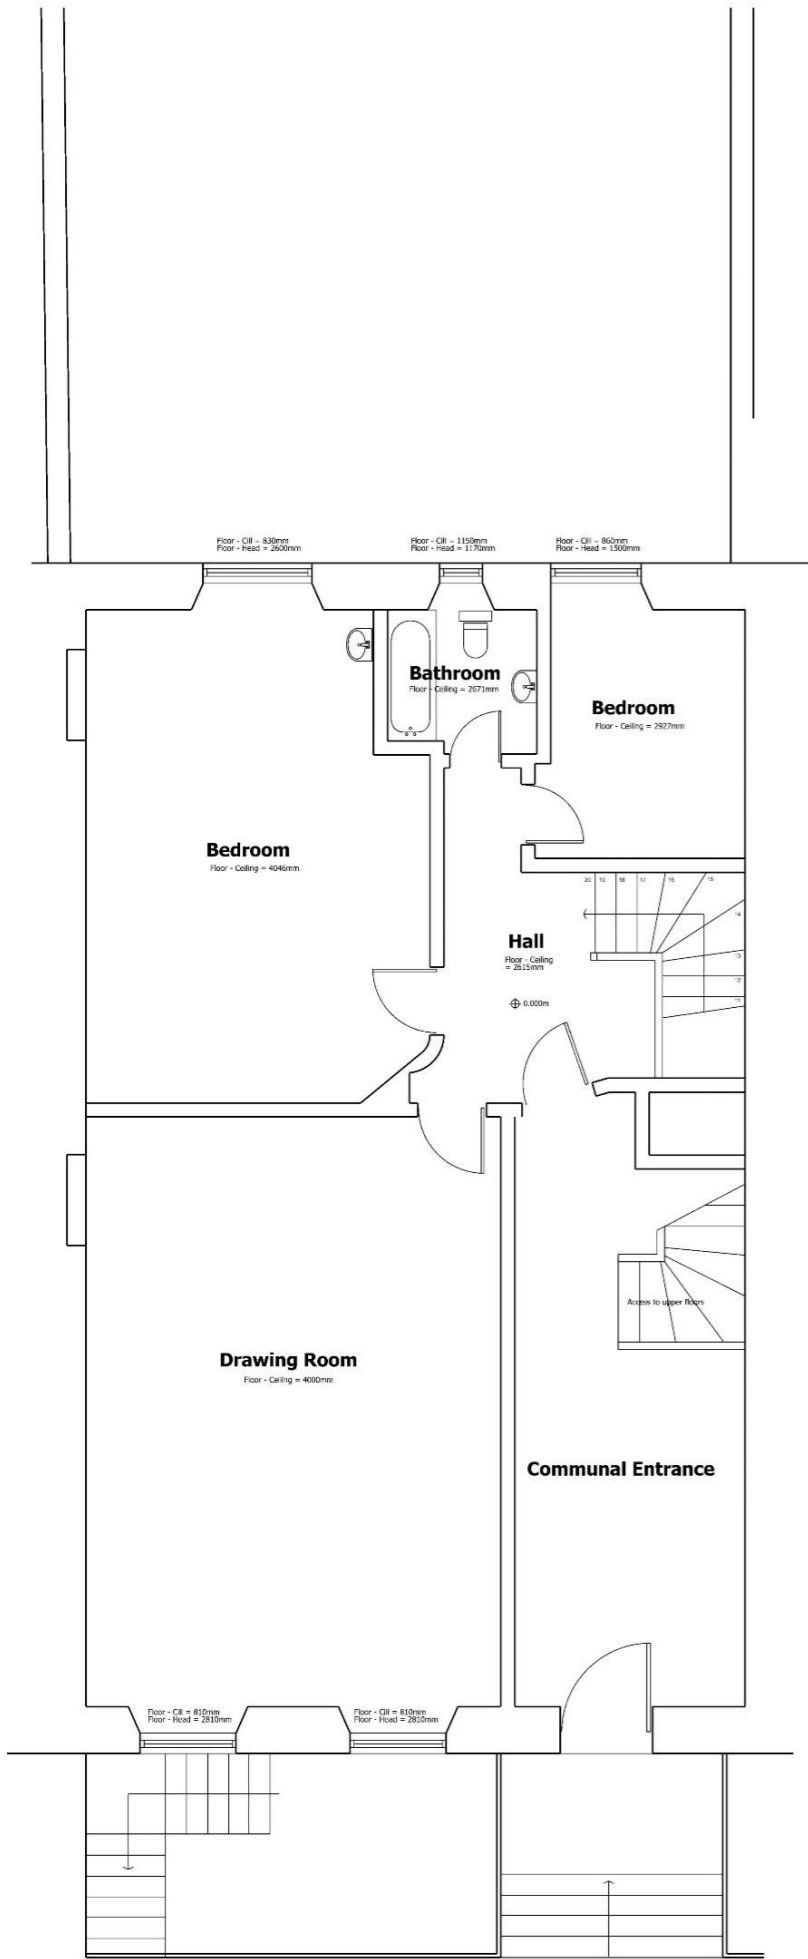 Floor - Cill = 830mm
Floor - Head = 2600mm
Floor - Cill = 1150mm
Floor - Head = 1170mm
Floor - Cill = 860mm
Floor - Head = 1500mm
Bathroom
Floor - Ceiling = 2671mm
Bedroom
Floor - Ceiling = 2927mm
Bedroom
Floor - Ceiling = 4046mm
20 19 18 17 16 15
14
13
12
11
Hall
Floor - Ceiling
= 2615mm
0.000m
Access to upper floors
Drawing Room
Floor - Ceiling = 4000mm
Communal Entrance
Floor - Cill = 810mm
Floor - Head = 2810mm
Floor - Cill = 810mm
Floor - Head = 2810mm